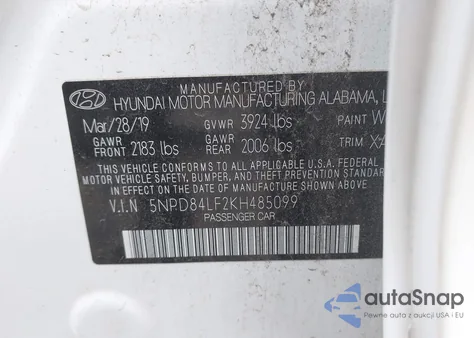 MANUFACTURED BY
HYUNDAI MOTOR MANUFACTURING ALABAMA, L
Mar/28/19 GVWR 3924 lbs PAINT W
GAWR FRONT 2183 lbs GAWR REAR 2006 lbs TRIM
THIS VEHICLE CONFORMS TO ALL APPLICABLE U.S.A. FEDERAL
MOTOR VEHICLE SAFETY, BUMPER, AND THEFT PREVENTION
STANDARDS IN EFFECT ON THE DATE OF MANUFACTURE
SHOWN ABOVE.
V.I.N 5NPD84LF2KH485099
PASSENGER CAR
autoSnap
Pewne auta z aukcji USA i EU